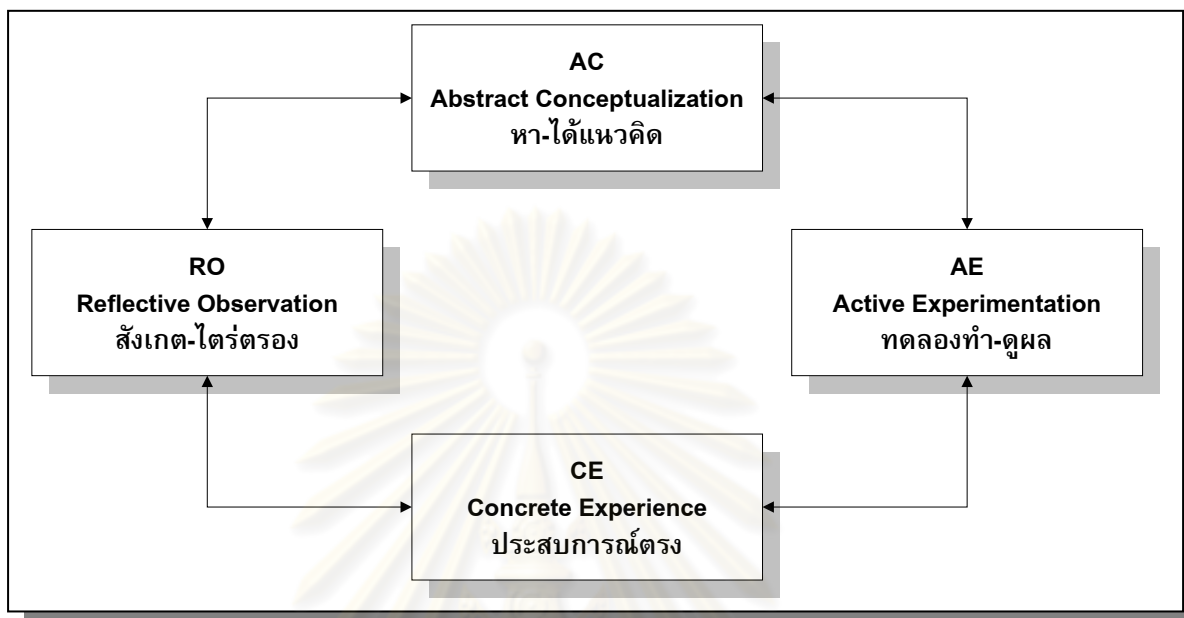 AC
Abstract Conceptualization
หา-ได้แนวคิด
RO
Reflective Observation
สังเกต-ไตร่ตรอง
AE
Active Experimentation
ทดลองทำ-ดูผล
CE
Concrete Experience
ประสบการณ์ตรง